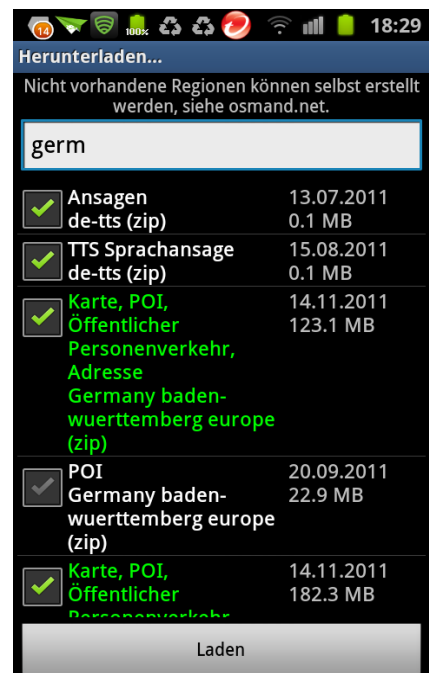 14 100% 18:29
Herunterladen...
Nicht vorhandene Regionen können selbst erstellt
werden, siehe osmand.net.
germ
Ansagen 13.07.2011
de-tts (zip) 0.1 MB
TTS Sprachansage 15.08.2011
de-tts (zip) 0.1 MB
Karte, POI, 14.11.2011
Öffentlicher 123.1 MB
Personenverkehr,
Adresse
Germany baden-
wuerttemberg europe
(zip)
POI 20.09.2011
Germany baden- 22.9 MB
wuerttemberg europe
(zip)
Karte, POI, 14.11.2011
Öffentlicher 182.3 MB
Personenverkehr,
Laden